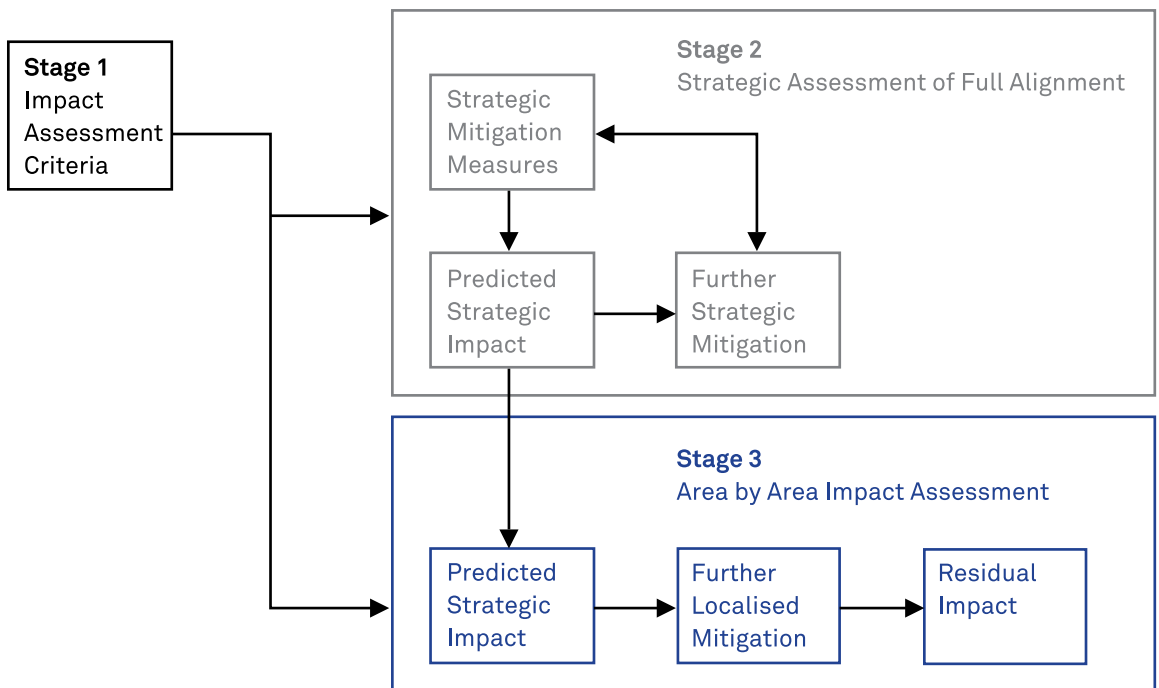 Stage 1
Impact
Assessment
Criteria
Stage 2
Strategic Assessment of Full Alignment
Strategic
Mitigation
Measures
Predicted
Strategic
Impact
Further
Strategic
Mitigation
Stage 3
Area by Area Impact Assessment
Predicted
Strategic
Impact
Further
Localised
Mitigation
Residual
Impact